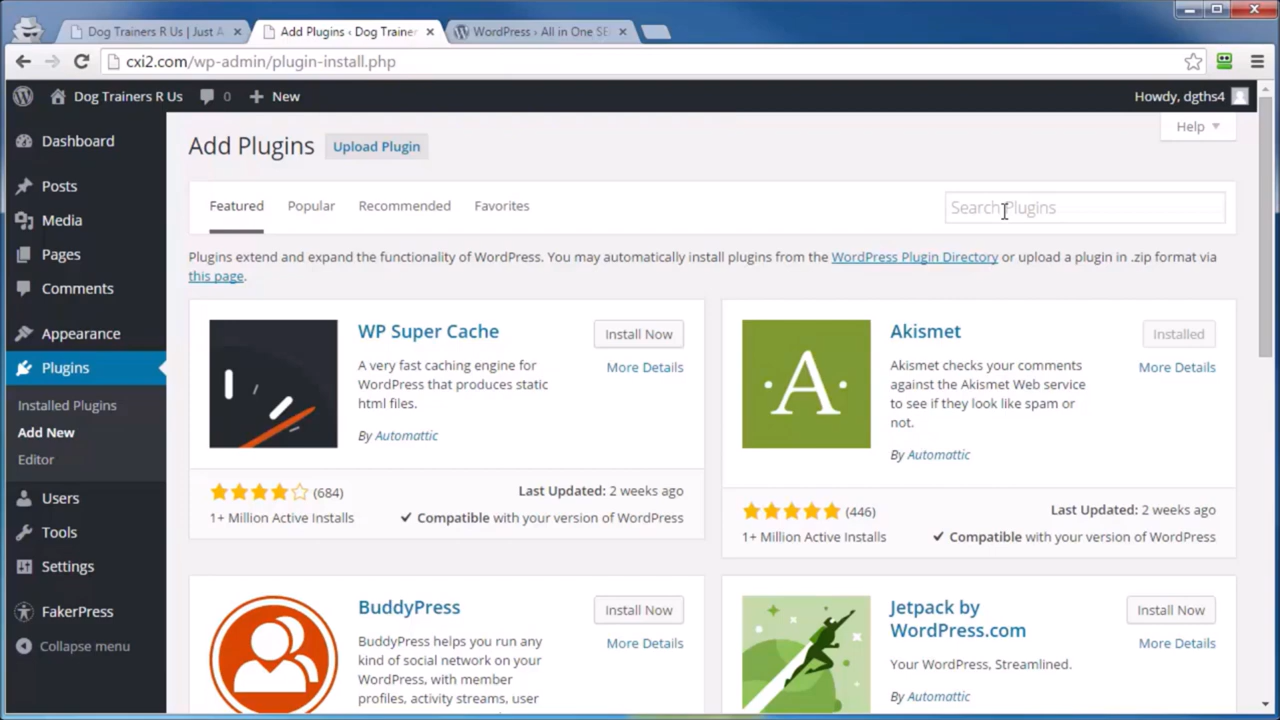 Dog Trainers R Us | Just A
Add Plugins ‹ Dog Trainer
WordPress › All in One SE
cxi2.com/wp-admin/plugin-install.php
Dog Trainers R Us
0
New
Howdy, dgths4
Help
Dashboard
Posts
Media
Pages
Comments
Appearance
Plugins
Installed Plugins
Add New
Editor
Users
Tools
Settings
FakerPress
Collapse menu
Add Plugins
Upload Plugin
Featured
Popular
Recommended
Favorites
Search Plugins
Plugins extend and expand the functionality of WordPress. You may automatically install plugins from the WordPress Plugin Directory or upload a plugin in .zip format via
this page.
WP Super Cache
Install Now
More Details
A very fast caching engine for
WordPress that produces static
html files.
By Automattic
(684)
Last Updated: 2 weeks ago
1+ Million Active Installs
Compatible with your version of WordPress
·A·
Akismet
Installed
More Details
Akismet checks your comments
against the Akismet Web service
to see if they look like spam or
not.
By Automattic
(446)
Last Updated: 2 weeks ago
1+ Million Active Installs
Compatible with your version of WordPress
BuddyPress
Install Now
More Details
BuddyPress helps you run any
kind of social network on your
WordPress, with member
profiles, activity streams, user
Jetpack by
WordPress.com
Install Now
More Details
Your WordPress, Streamlined.
By Automattic